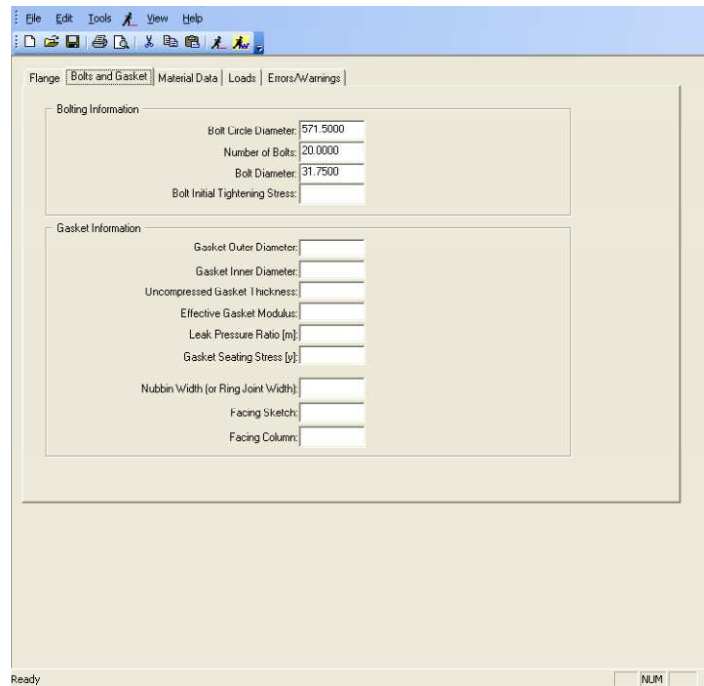 File Edit Tools View Help
Flange Bolts and Gasket Material Data Loads Errors/Warnings
Bolting Information
Bolt Circle Diameter: 571.5000
Number of Bolts: 20.0000
Bolt Diameter: 31.7500
Bolt Initial Tightening Stress:
Gasket Information
Gasket Outer Diameter:
Gasket Inner Diameter:
Uncompressed Gasket Thickness:
Effective Gasket Modulus:
Leak Pressure Ratio [m]:
Gasket Seating Stress [y]:
Nubbin Width (or Ring Joint Width):
Facing Sketch:
Facing Column:
Ready NUM